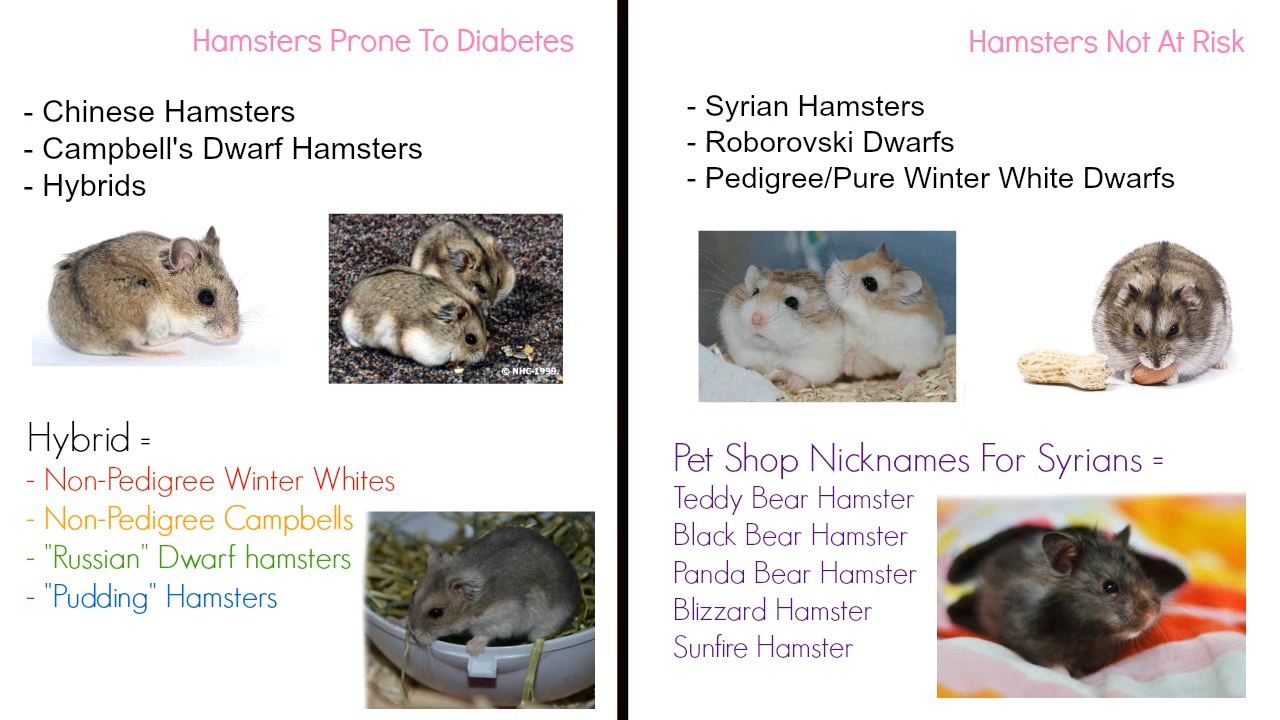 Hamsters Prone To Diabetes
- Chinese Hamsters
- Campbell's Dwarf Hamsters
- Hybrids
© NHC 1999.
Hybrid =
- Non-Pedigree Winter Whites
- Non-Pedigree Campbells
- "Russian" Dwarf hamsters
- "Pudding" Hamsters
Hamsters Not At Risk
- Syrian Hamsters
- Roborovski Dwarfs
- Pedigree/Pure Winter White Dwarfs
Pet Shop Nicknames For Syrians =
Teddy Bear Hamster
Black Bear Hamster
Panda Bear Hamster
Blizzard Hamster
Sunfire Hamster